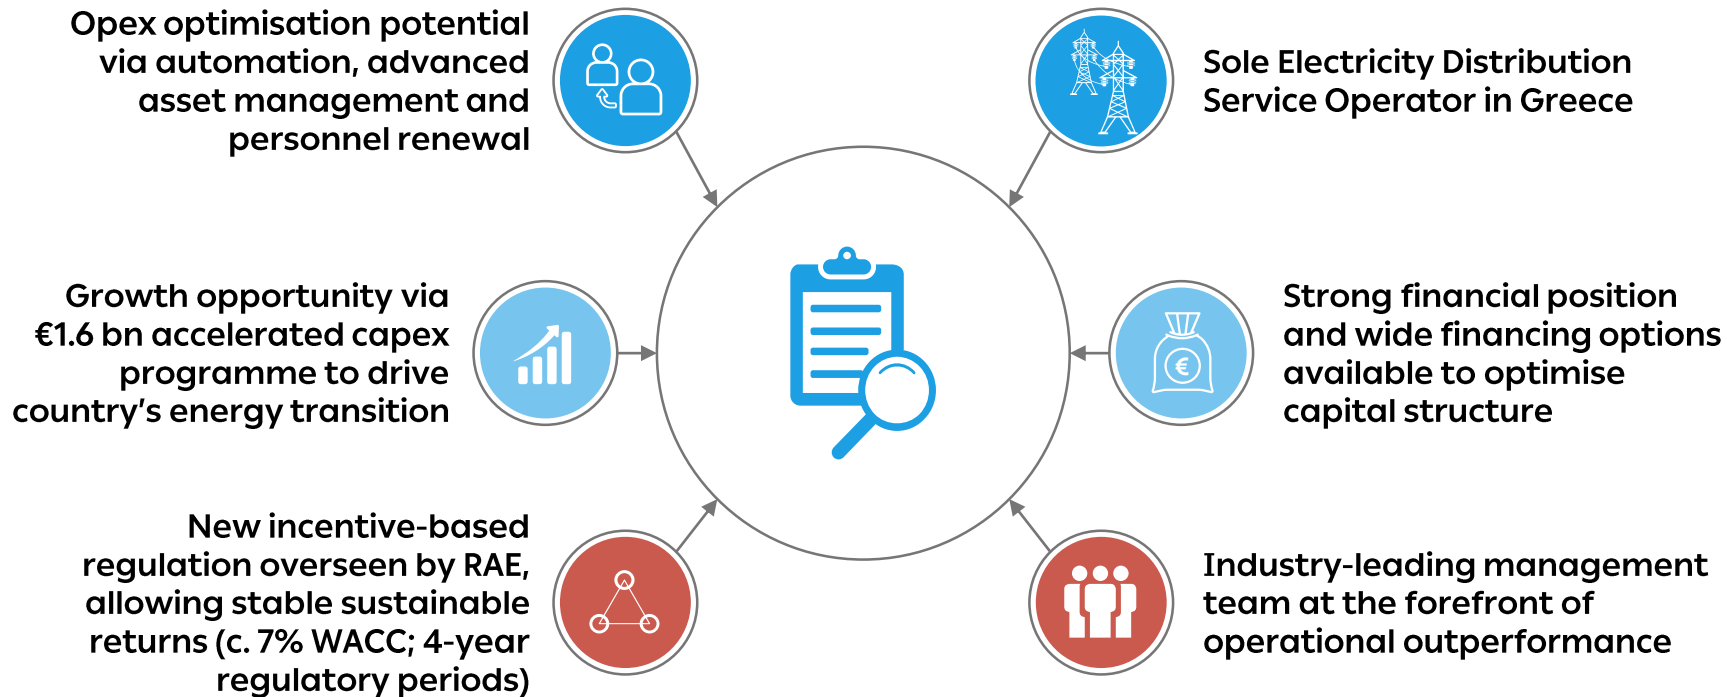 Opex optimisation potential
via automation, advanced
asset management and
personnel renewal
Sole Electricity Distribution
Service Operator in Greece
Growth opportunity via
€1.6 bn accelerated capex
programme to drive
country’s energy transition
Strong financial position
and wide financing options
available to optimise
capital structure
€
New incentive-based
regulation overseen by RAE,
allowing stable sustainable
returns (c. 7% WACC; 4-year
regulatory periods)
Industry-leading management
team at the forefront of
operational outperformance